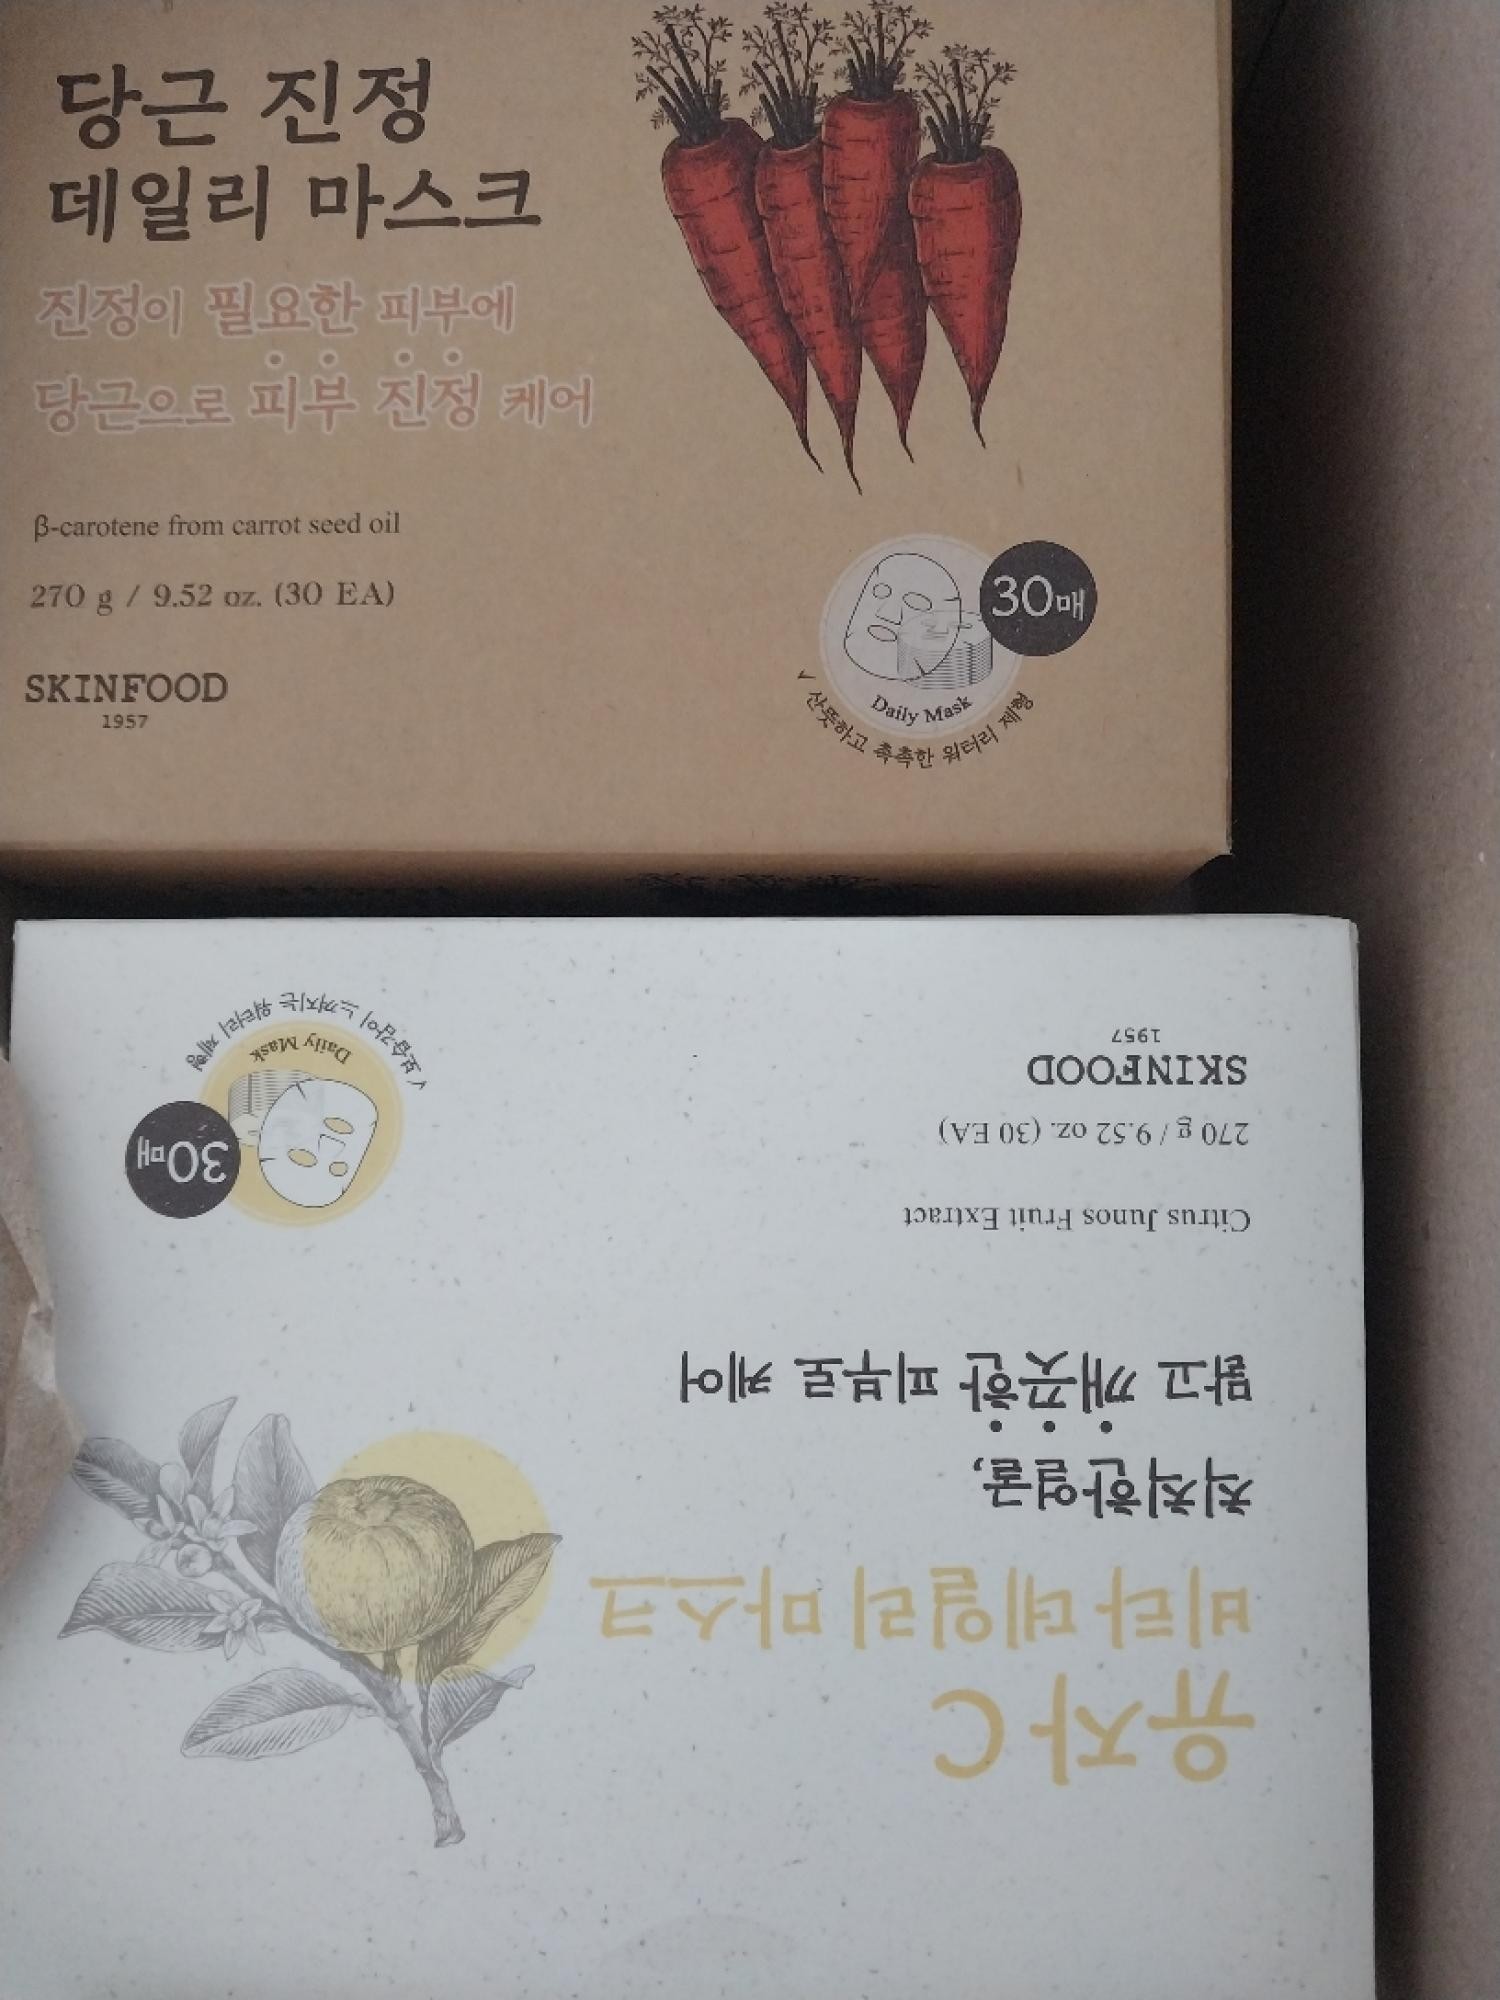 당근 진정
데일리 마스크
진정이 필요한 피부에
당근으로 피부 진정 케어
β-carotene from carrot seed oil
270 g / 9.52 oz. (30 EA)
SKINFOOD
1957
30매
Daily Mask
✓ 산뜻하고 촉촉한 워터리 제형
유자C
비타 데일리 마스크
칙칙한얼굴,
맑고 깨끗한 피부로 케어
Citrus Junos Fruit Extract
270 g / 9.52 oz. (30 EA)
SKINFOOD
1957
30매
Daily Mask
✓ 보습감이 느껴지는 워터리 제형